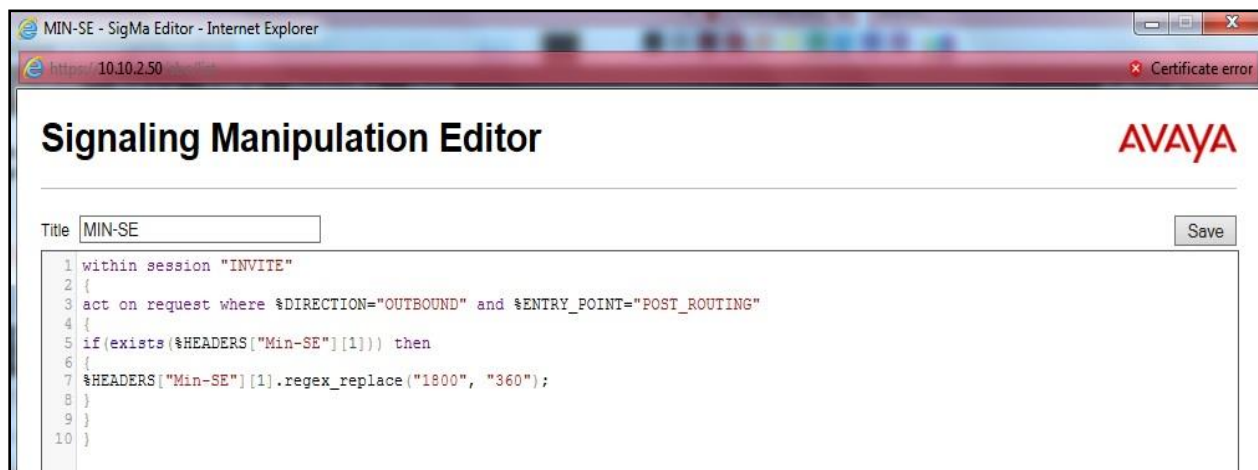 MIN-SE - SigMa Editor - Internet Explorer
https://10.10.2.50
Certificate error
Signaling Manipulation Editor
AVAYA
Title MIN-SE
Save
1 within session "INVITE"
2 {
3 act on request where %DIRECTION="OUTBOUND" and %ENTRY_POINT="POST_ROUTING"
4 {
5 if(exists(%HEADERS["Min-SE"][1])) then
6 {
7 %HEADERS["Min-SE"][1].regex_replace("1800", "360");
8 }
9 }
10 }